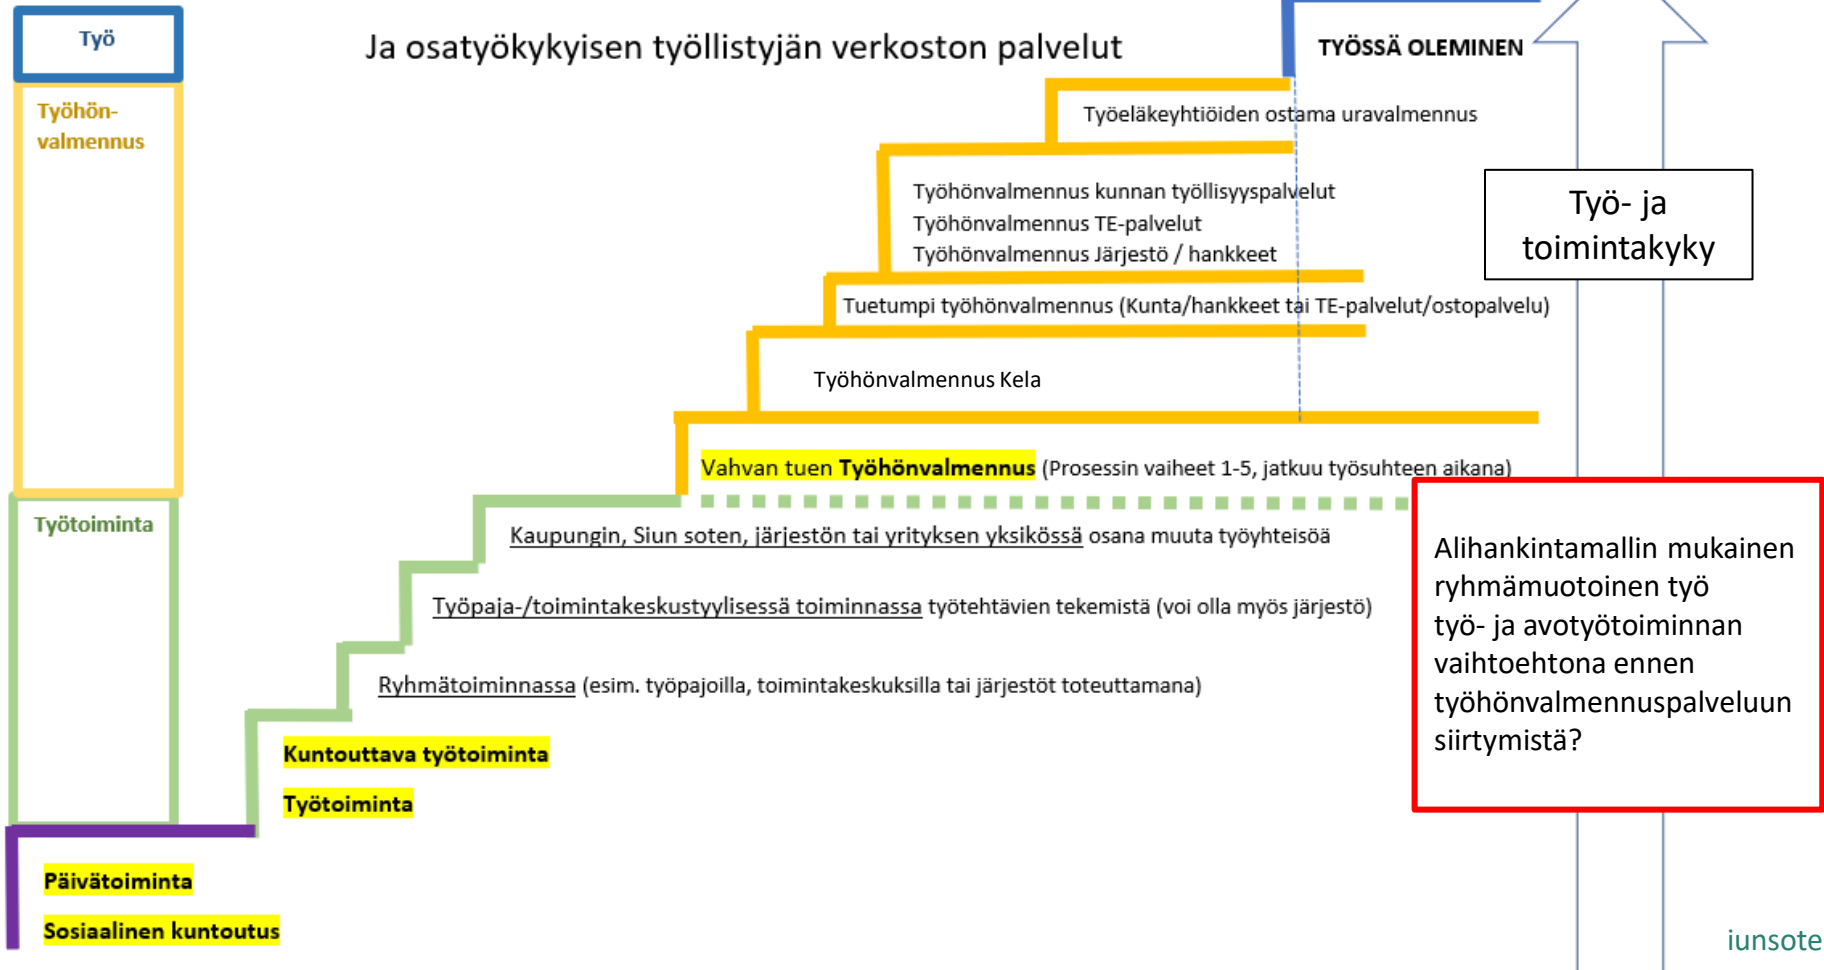 Työ
Ja osatyökykyisen työllistyjän verkoston palvelut
TYÖSSÄ OLEMINEN
Työhön-
valmennus
Työeläkeyhtiöiden ostama uravalmennus
Työhönvalmennus kunnan työllisyyspalvelut
Työhönvalmennus TE-palvelut
Työhönvalmennus Järjestö / hankkeet
Työ- ja
toimintakyky
Tuetumpi työhönvalmennus (Kunta/hankkeet tai TE-palvelut/ostopalvelu)
Työhönvalmennus Kela
Vahvan tuen Työhönvalmennus (Prosessin vaiheet 1-5, jatkuu työsuhteen aikana)
Työtoiminta
Kaupungin, Siun soten, järjestön tai yrityksen yksikössä osana muuta työyhteisöä
Työpaja-/toimintakeskustyylisessä toiminnassa työtehtävien tekemistä (voi olla myös järjestö)
Ryhmätoiminnassa (esim. työpajoilla, toimintakeskuksilla tai järjestöt toteuttamana)
Alihankintamallin mukainen
ryhmämuotoinen työ
työ- ja avotyötoiminnan
vaihtoehtona ennen
työhönvalmennuspalveluun
siirtymistä?
Kuntouttava työtoiminta
Työtoiminta
Päivätoiminta
Sosiaalinen kuntoutus
iunsote